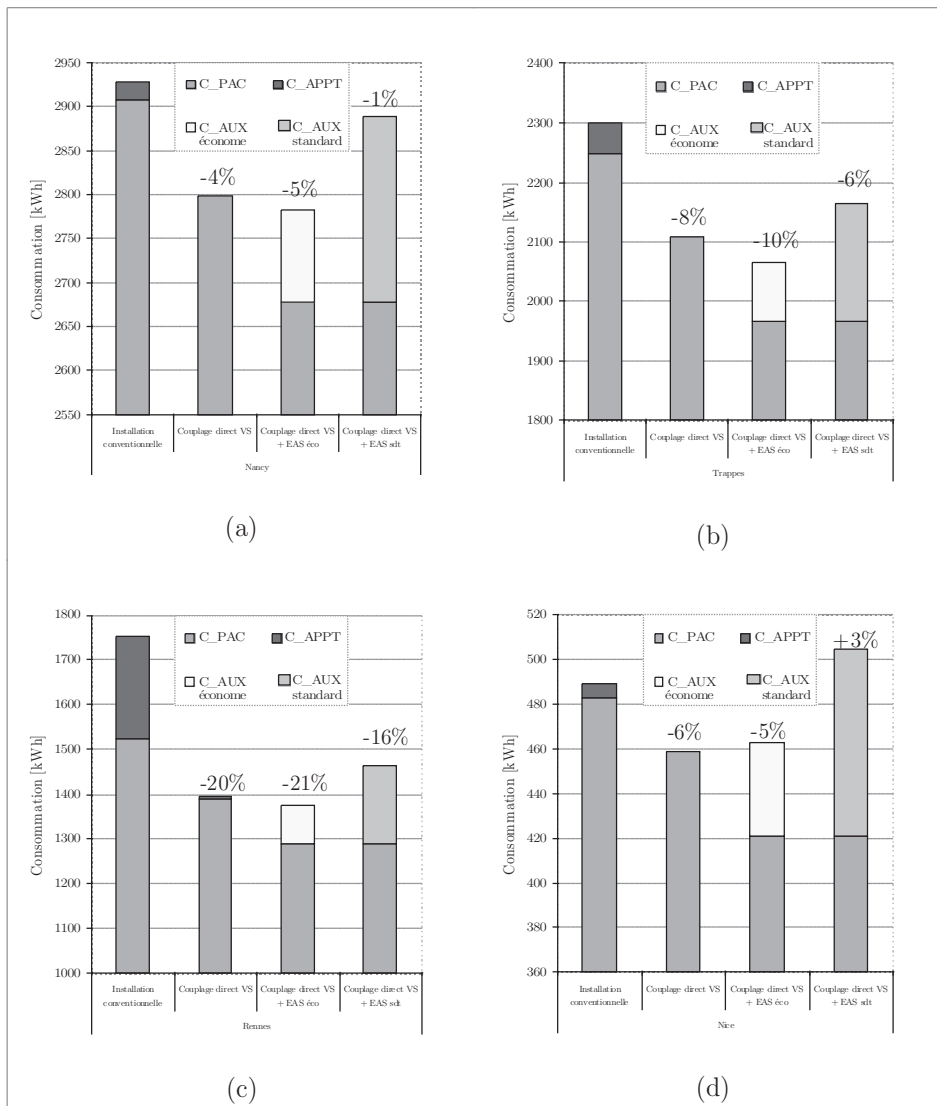 Consommation [kWh]
2950
2900
2850
2800
2750
2700
2650
2600
2550
C_PAC
C_APPT
C_AUX
économe
C_AUX
standard
-4%
-5%
-1%
Installation
conventionnelle
Couplage direct VS
Couplage direct VS
+ EAS éco
Couplage direct VS
+ EAS sdt
Nancy
(a)
Consommation [kWh]
2400
2300
2200
2100
2000
1900
1800
C_PAC
C_APPT
C_AUX
économe
C_AUX
standard
-8%
-10%
-6%
Installation
conventionnelle
Couplage direct VS
Couplage direct VS
+ EAS éco
Couplage direct VS
+ EAS sdt
Trappes
(b)
Consommation [kWh]
1800
1700
1600
1500
1400
1300
1200
1100
1000
C_PAC
C_APPT
C_AUX
économe
C_AUX
standard
-20%
-21%
-16%
Installation
conventionnelle
Couplage direct VS
Couplage direct VS
+ EAS éco
Couplage direct VS
+ EAS sdt
Rennes
(c)
Consommation [kWh]
520
500
480
460
440
420
400
380
360
C_PAC
C_APPT
C_AUX
économe
C_AUX
standard
-6%
-5%
+3%
Installation
conventionnelle
Couplage direct VS
Couplage direct VS
+ EAS éco
Couplage direct VS
+ EAS sdt
Nice
(d)